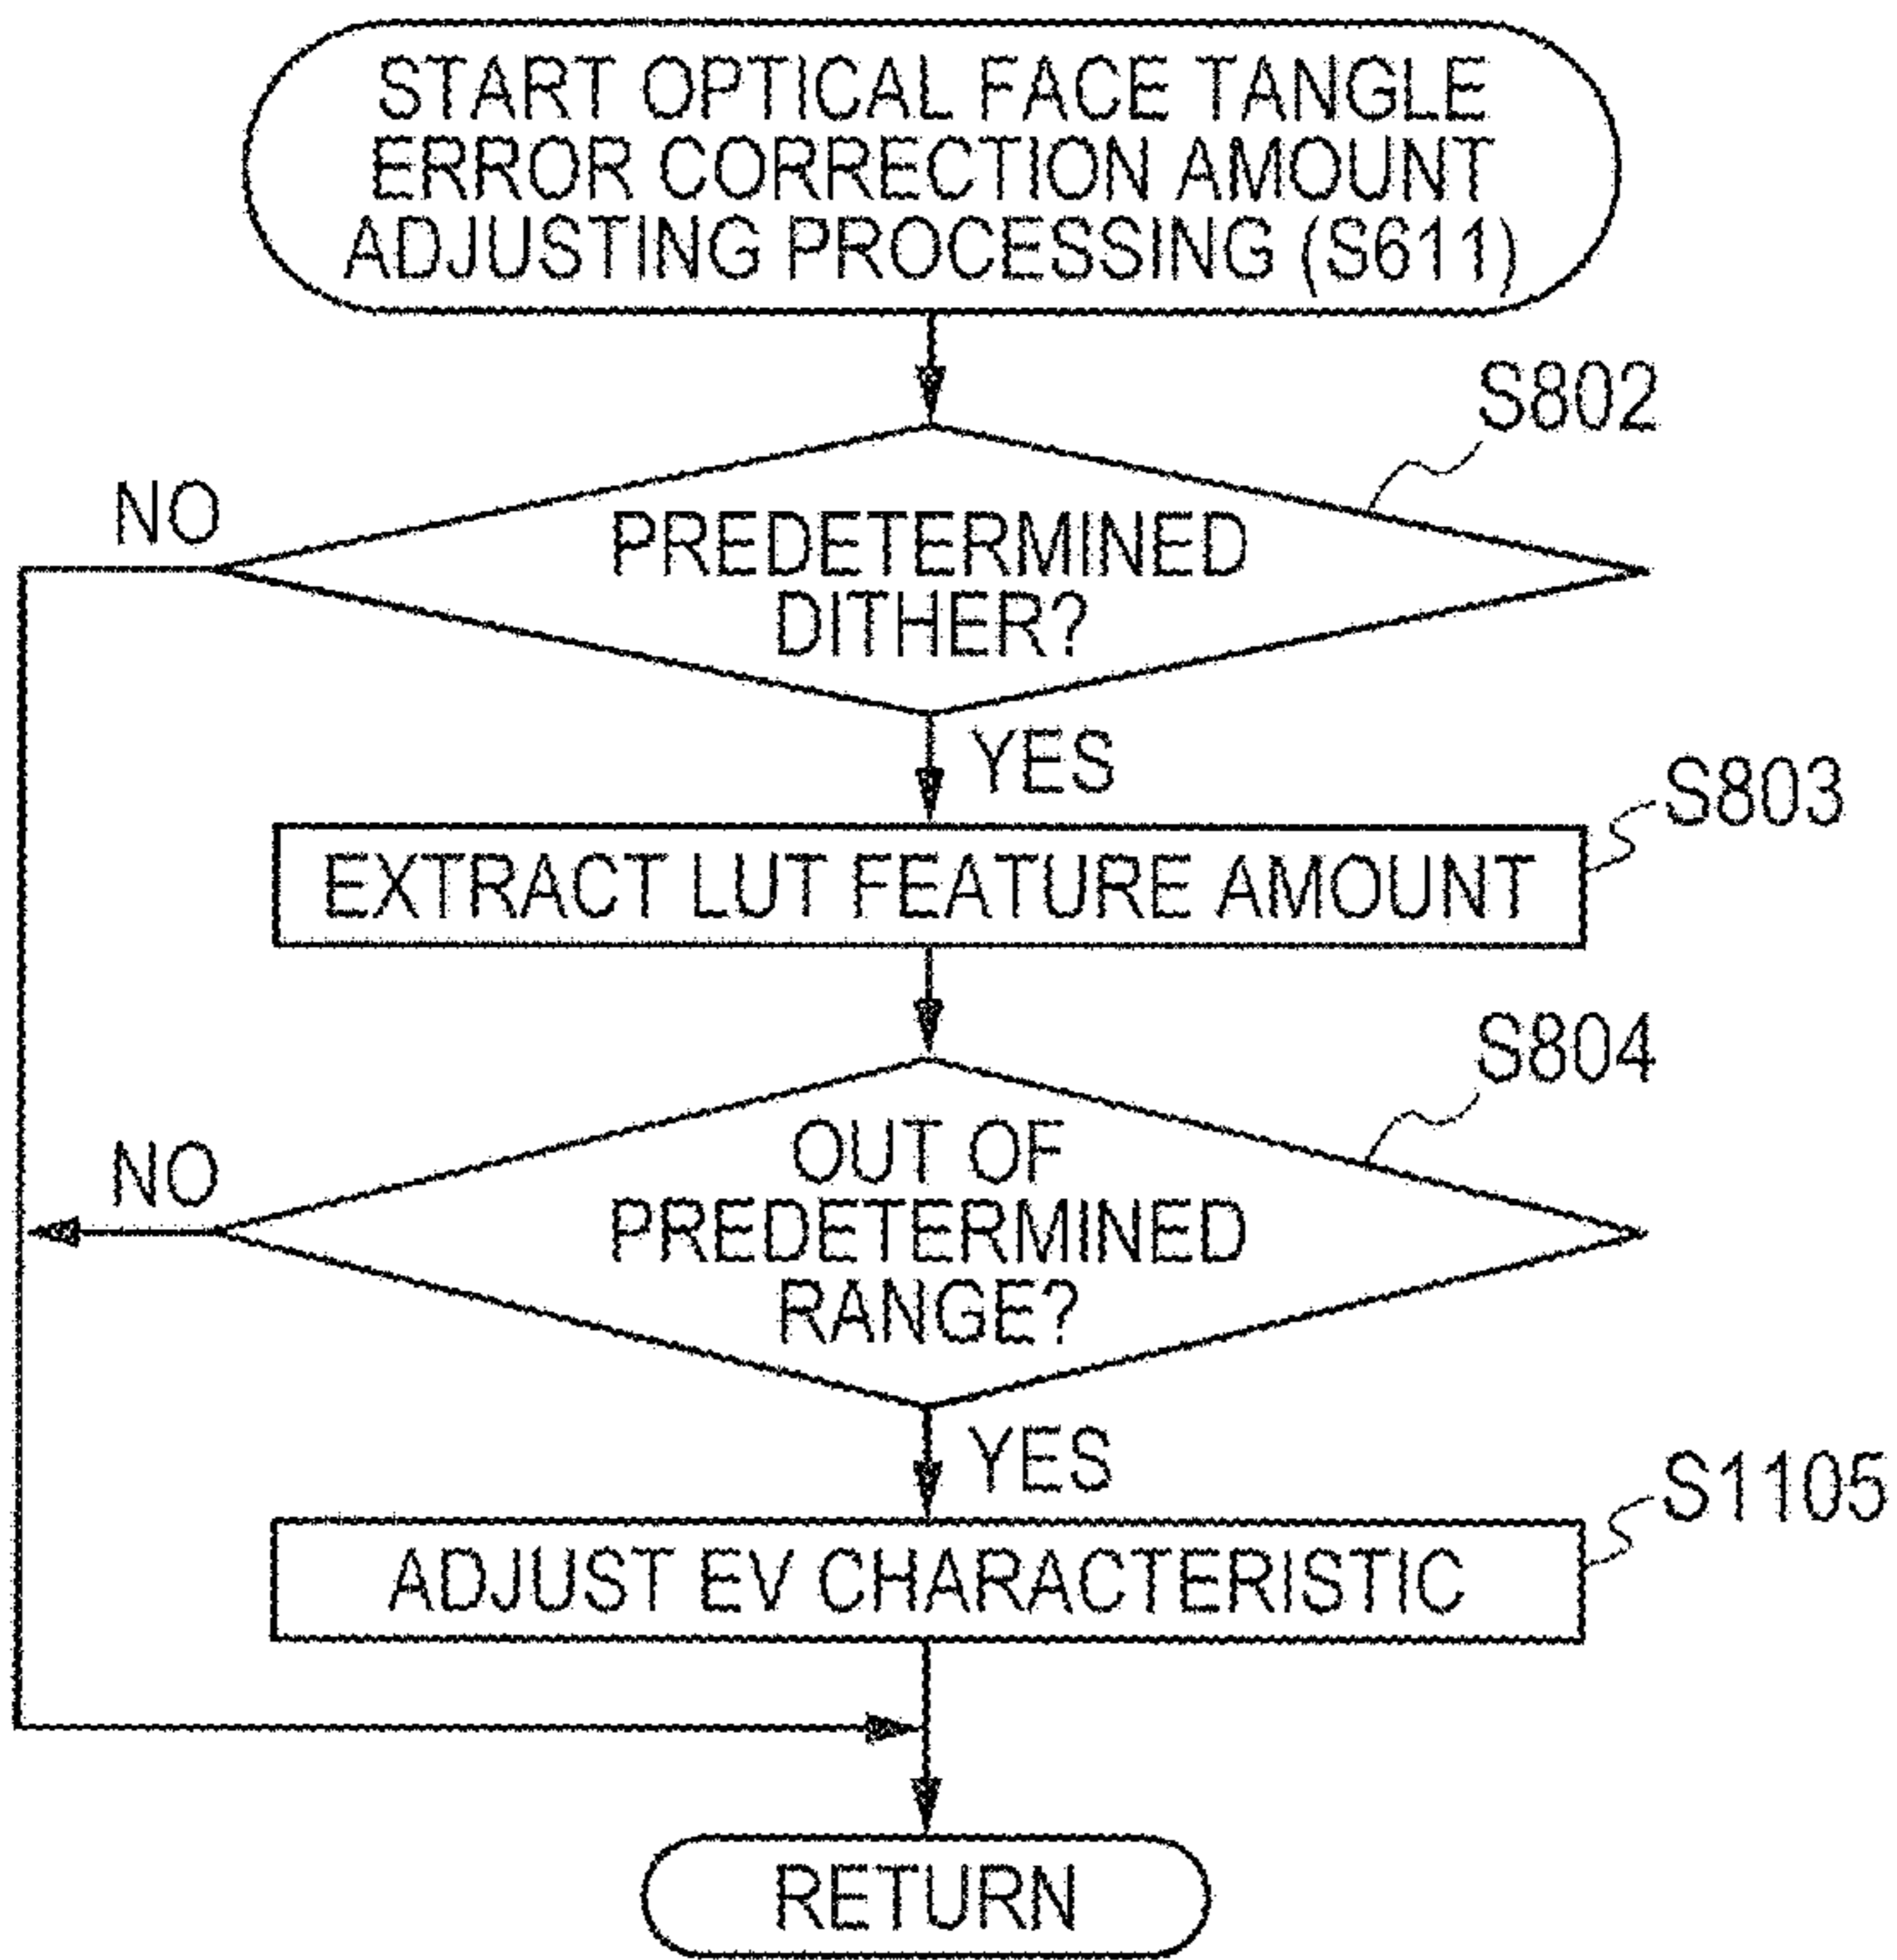 START OPTICAL FACE TANGLE
ERROR CORRECTION AMOUNT
ADJUSTING PROCESSING (S611)
S802
NO
PREDETERMINED
DITHER?
YES
S803
EXTRACT LUT FEATURE AMOUNT
S804
NO
OUT OF
PREDETERMINED
RANGE?
YES
S1105
ADJUST EV CHARACTERISTIC
RETURN